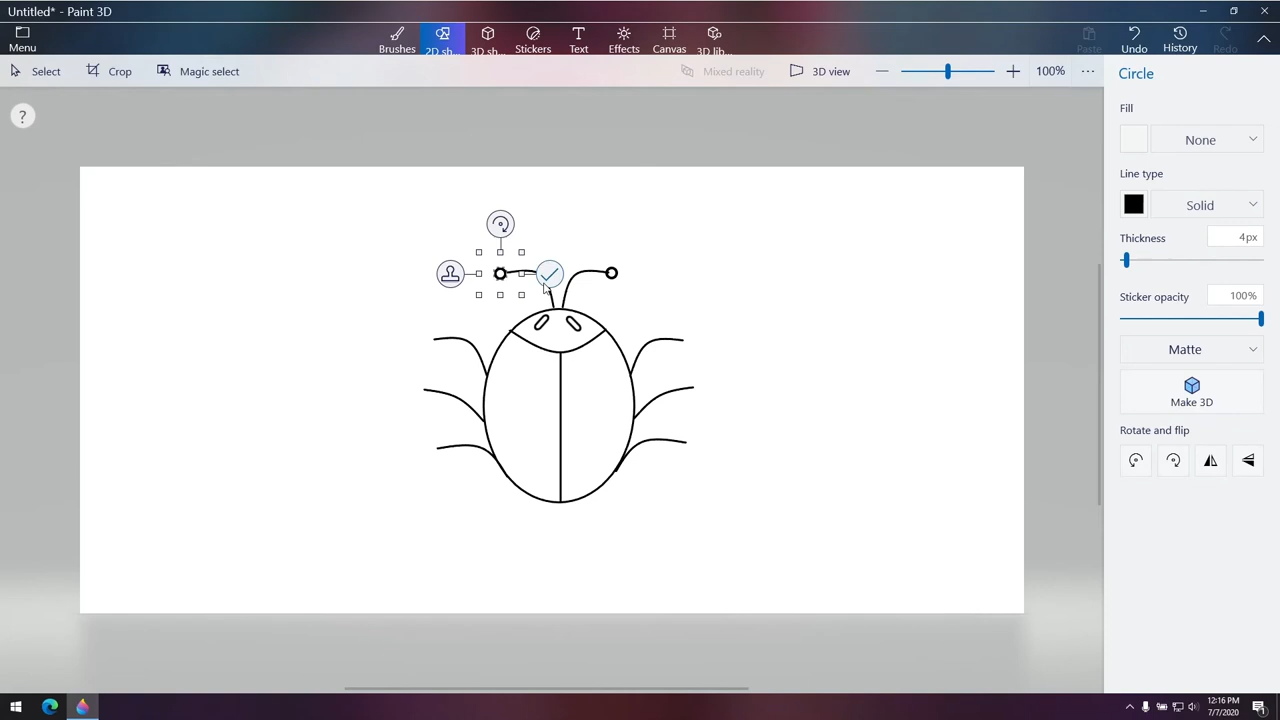 Untitled* - Paint 3D
Menu
Brushes
2D sh...
3D sh...
Stickers
Text
Effects
Canvas
3D lib...
Paste
Undo
History
Redo
Select
Crop
Magic select
Mixed reality
3D view
100%
?
Circle
Fill
None
Line type
Solid
Thickness
4px
Sticker opacity
100%
Matte
Make 3D
Rotate and flip
12:16 PM
7/7/2020
1